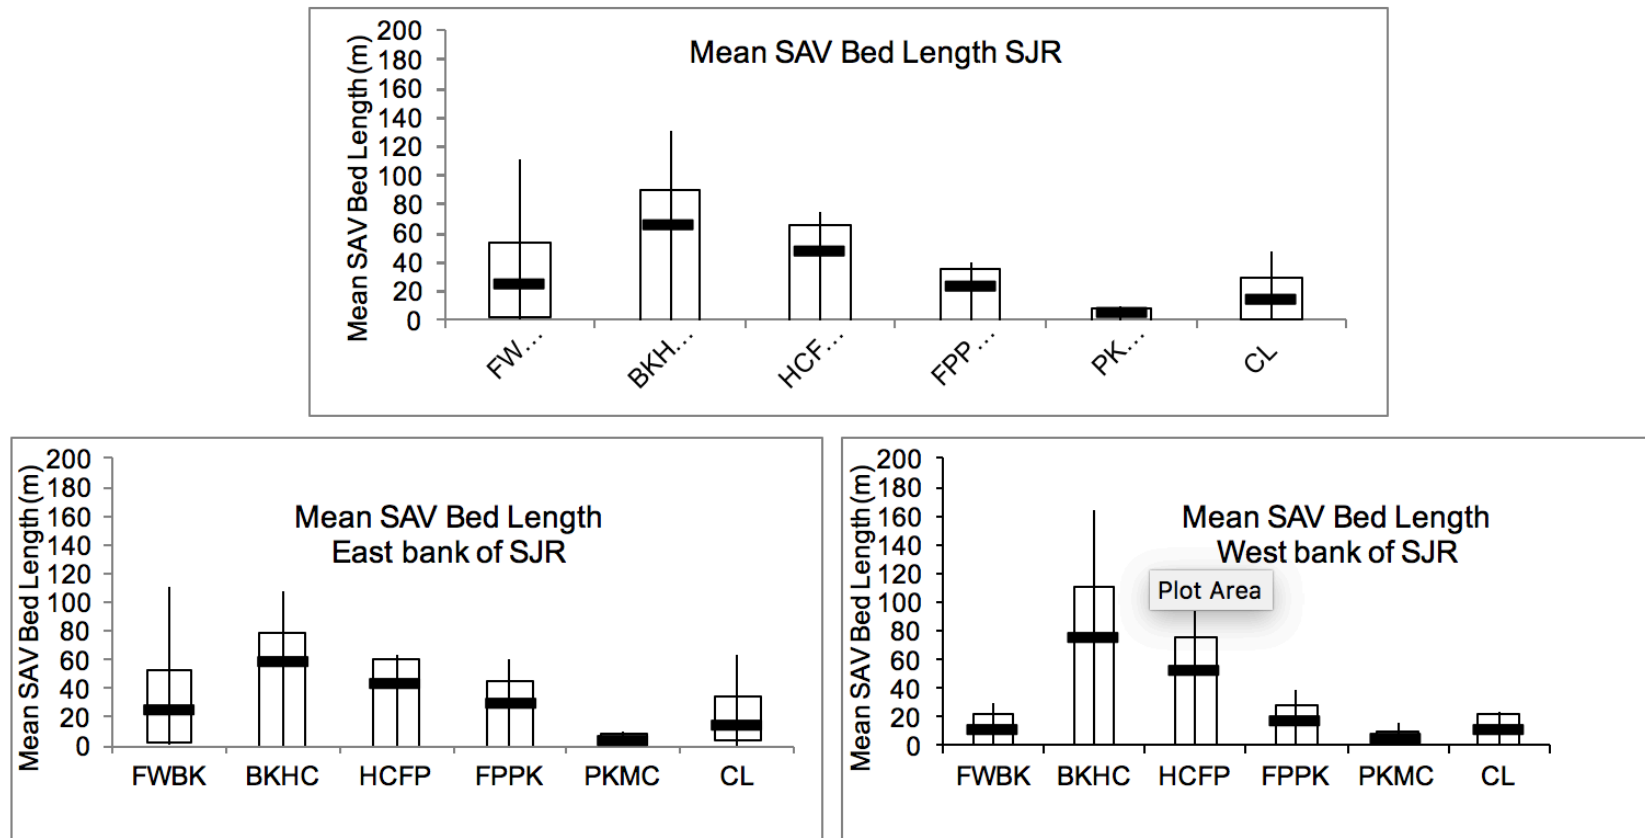 Mean SAV Bed Length SJR
Mean SAV Bed Length (m)
200
180
160
140
120
100
80
60
40
20
0
FW...
BKH...
HCF...
FPP...
PK...
CL
Mean SAV Bed Length
East bank of SJR
Mean SAV Bed Length (m)
200
180
160
140
120
100
80
60
40
20
0
FWBK BKHC HCFP FPPK PKMC CL
Mean SAV Bed Length
West bank of SJR
Plot Area
Mean SAV Bed Length (m)
200
180
160
140
120
100
80
60
40
20
0
FWBK BKHC HCFP FPPK PKMC CL